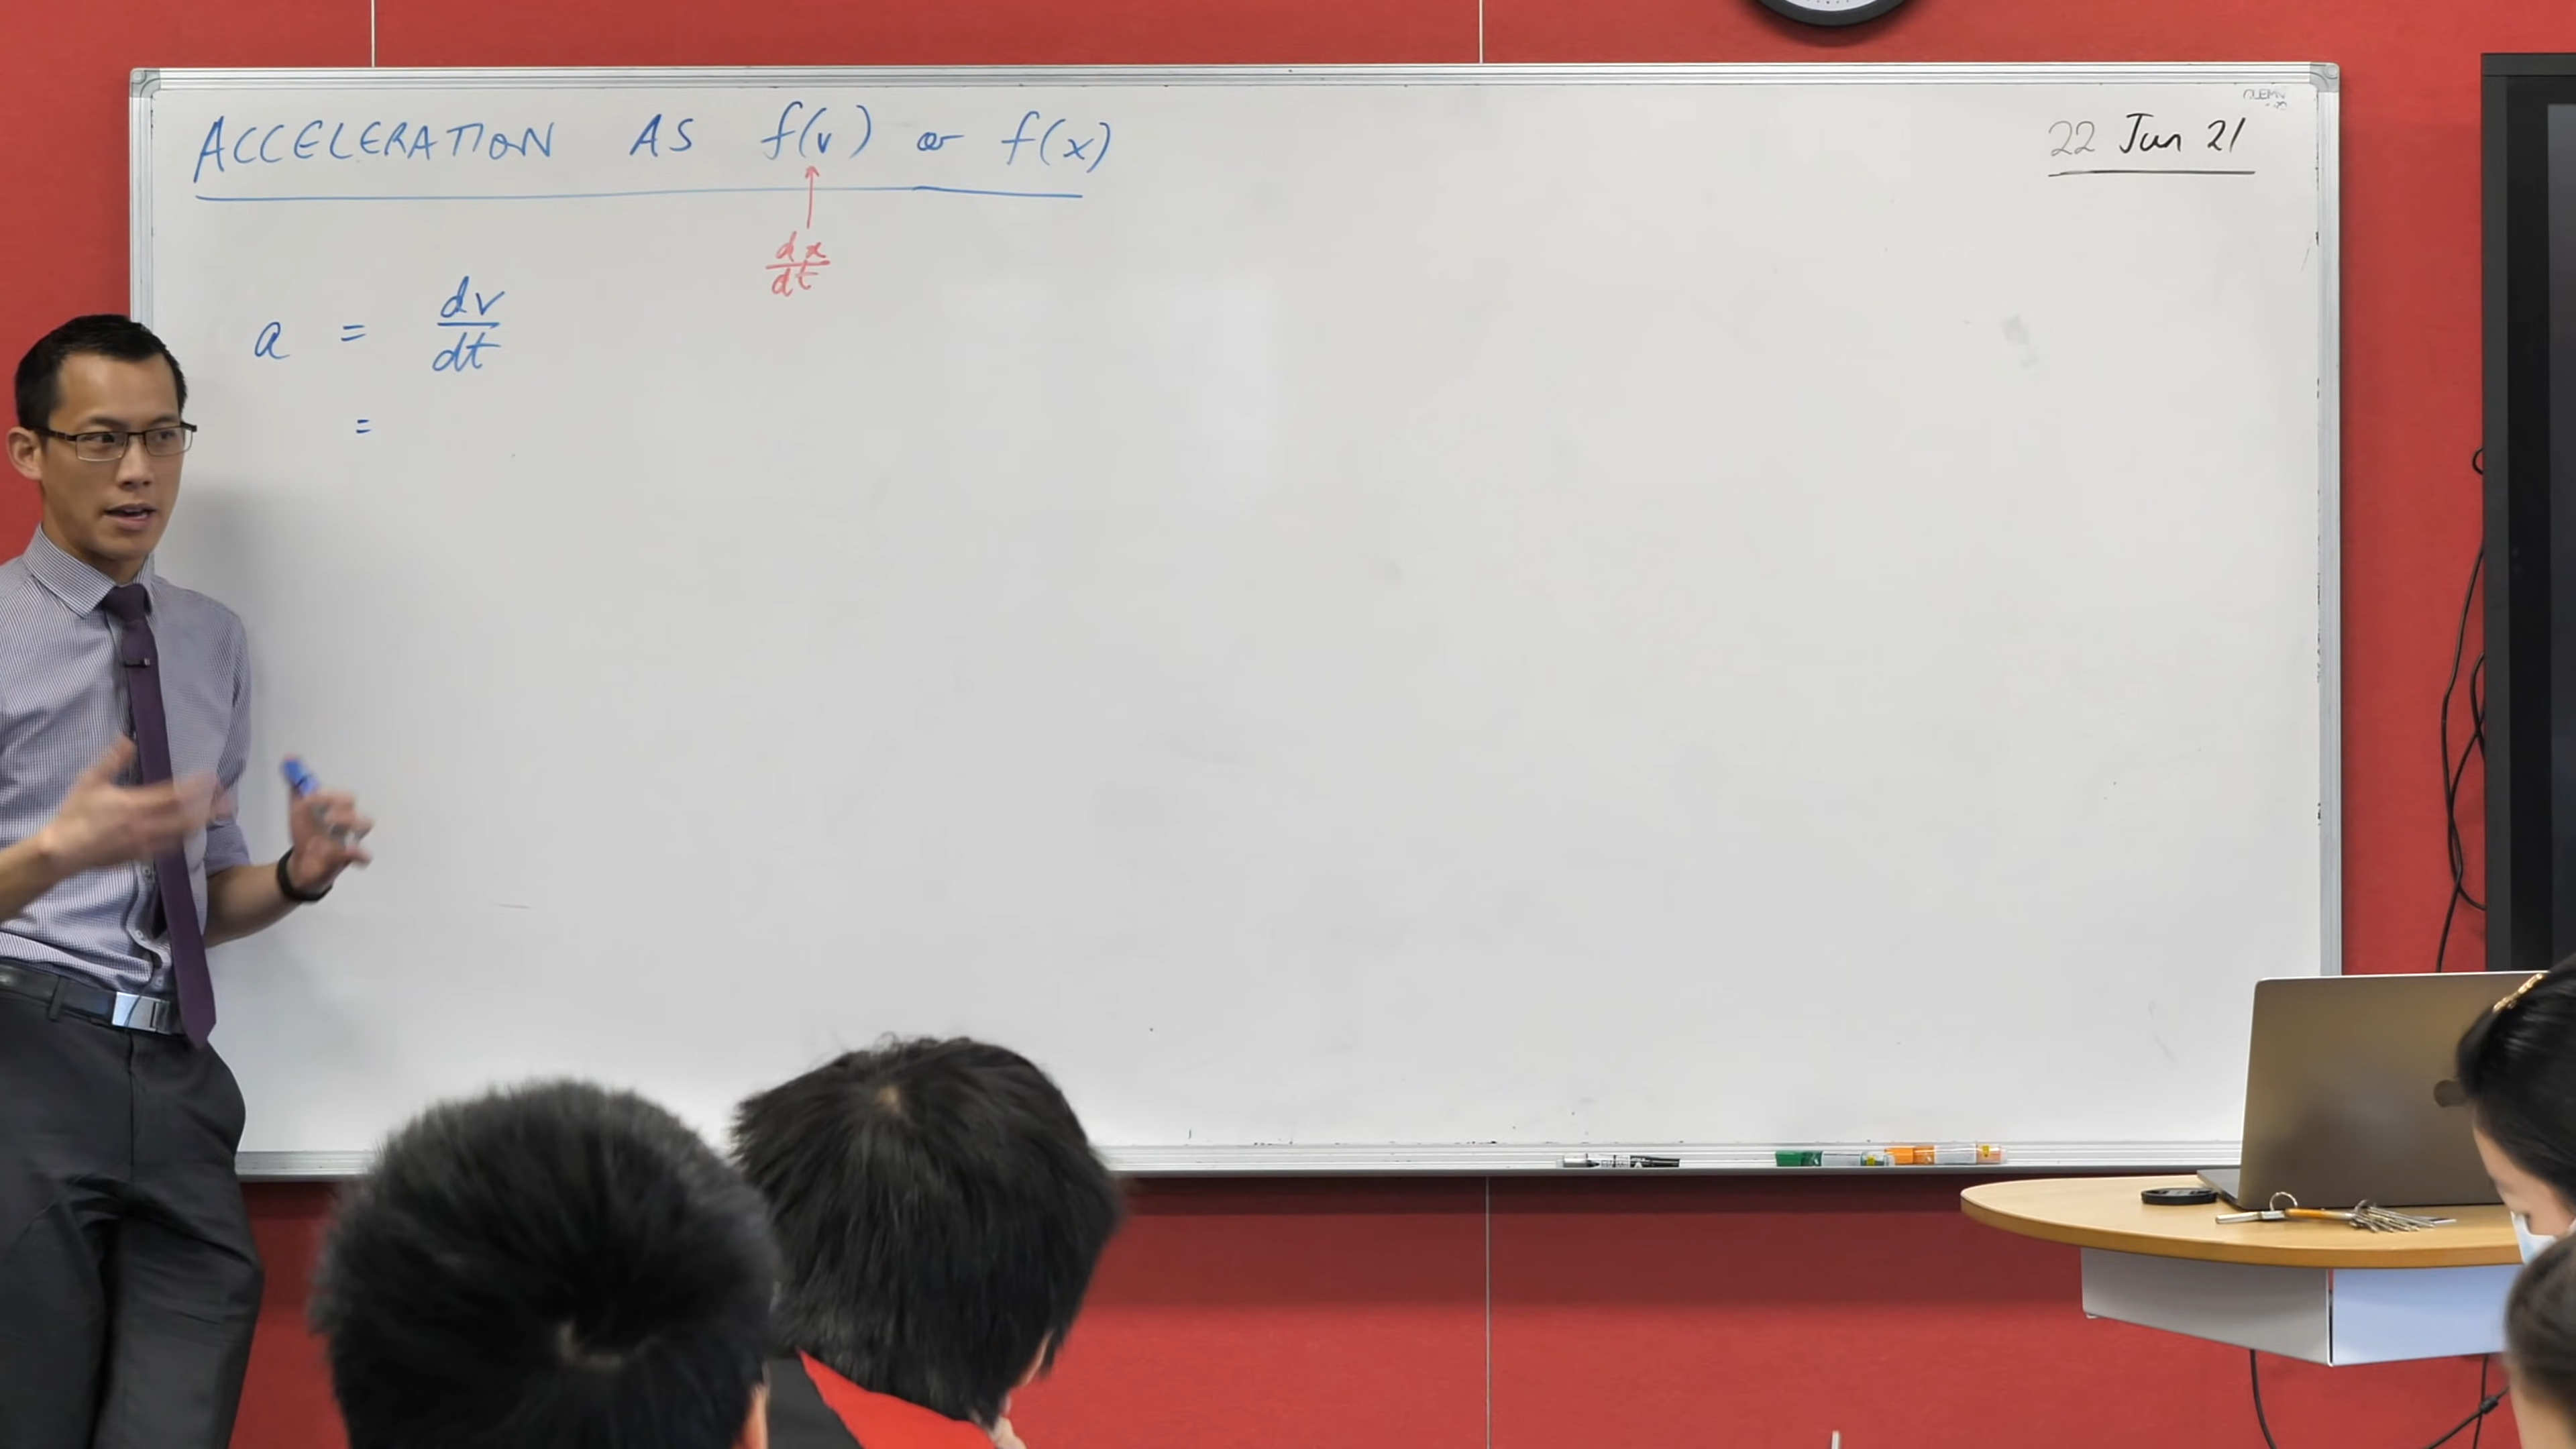 ACCELERATION AS f(v) or f(x)
22 Jun 21
dx
dt
a = dv
dt
=